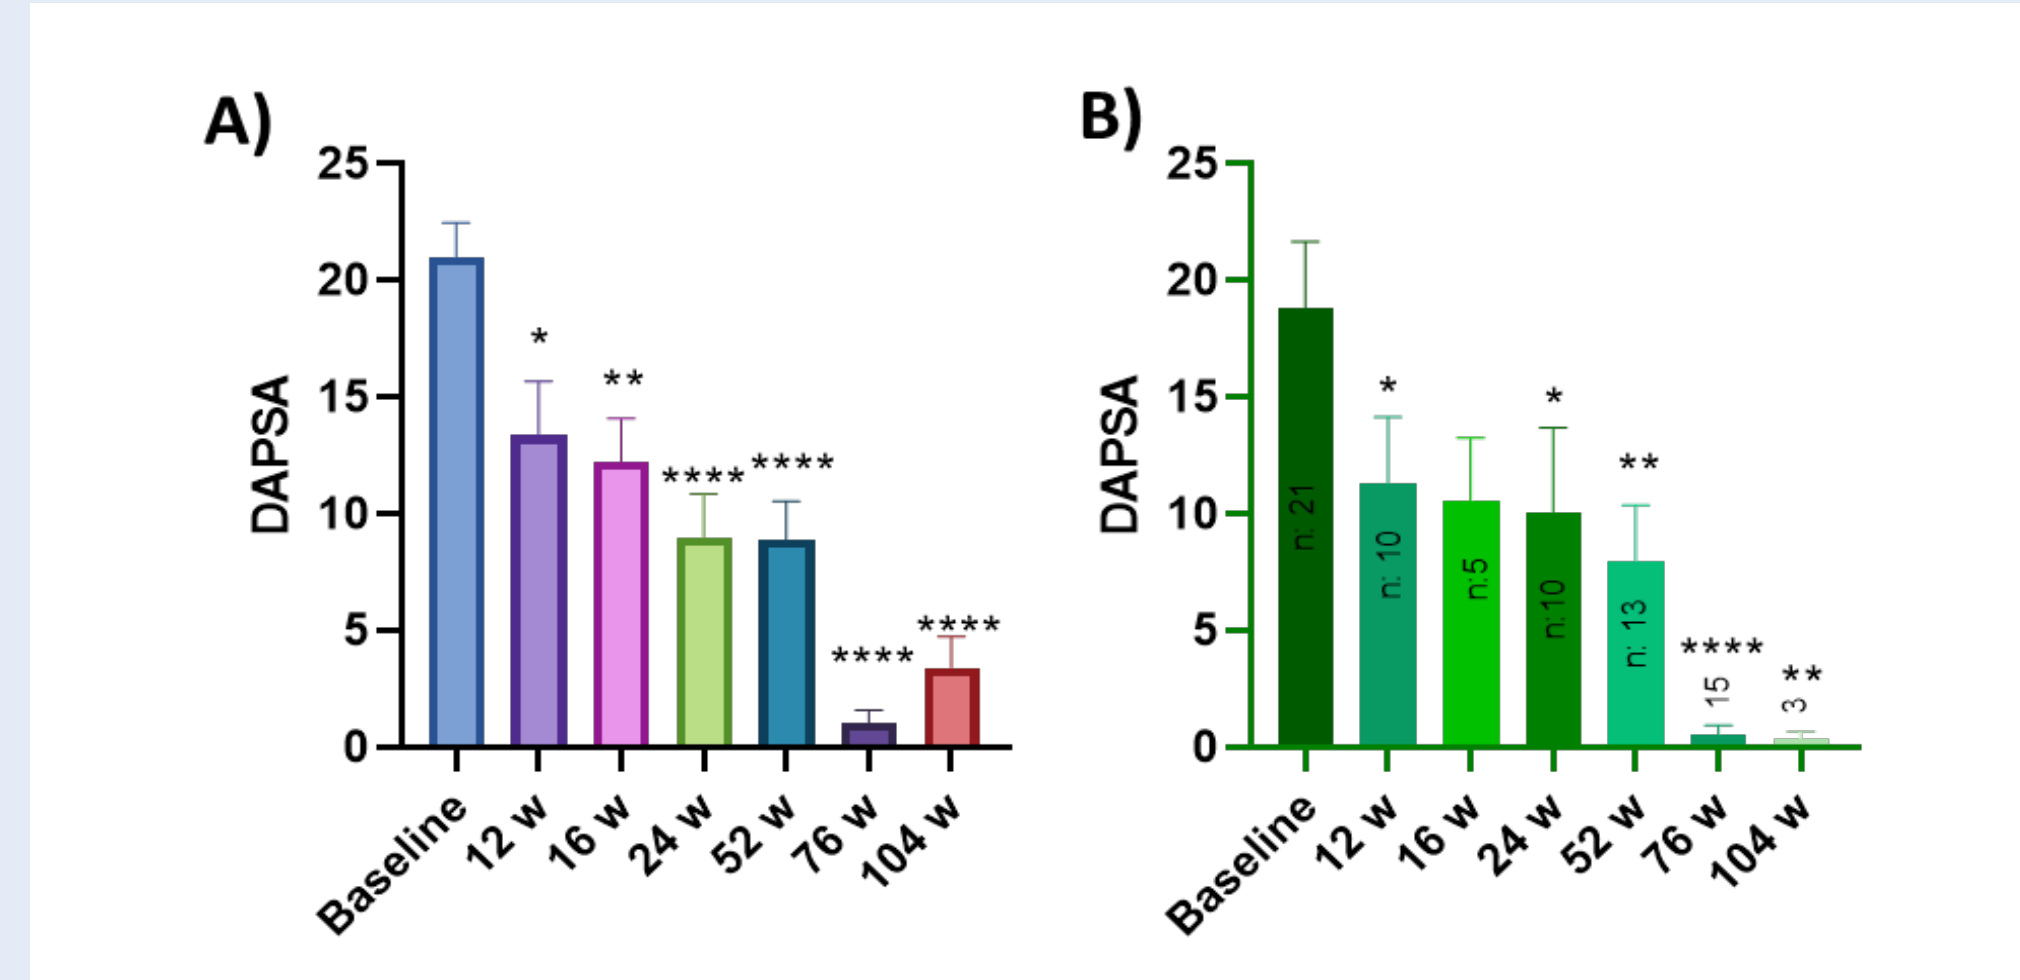 A)
DAPSA
25
20
15
10
5
0
*
**
****
****
****
****
Baseline
12 w
16 w
24 w
52 w
76 w
104 w
B)
DAPSA
25
20
15
10
5
0
*
*
**
****
**
n: 21
n: 10
n:5
n:10
n: 13
15
3
Baseline
12 w
16 w
24 w
52 w
76 w
104 w